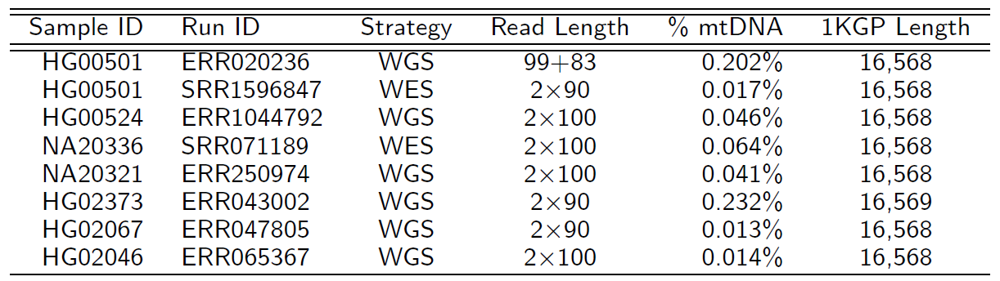 Sample ID Run ID Strategy Read Length % mtDNA 1KGP Length
HG00501 ERR020236 WGS 99+83 0.202% 16,568
HG00501 SRR1596847 WES 2×90 0.017% 16,568
HG00524 ERR1044792 WGS 2×100 0.046% 16,568
NA20336 SRR071189 WES 2×100 0.064% 16,568
NA20321 ERR250974 WGS 2×100 0.041% 16,568
HG02373 ERR043002 WGS 2×90 0.232% 16,569
HG02067 ERR047805 WGS 2×90 0.013% 16,568
HG02046 ERR065367 WGS 2×100 0.014% 16,568